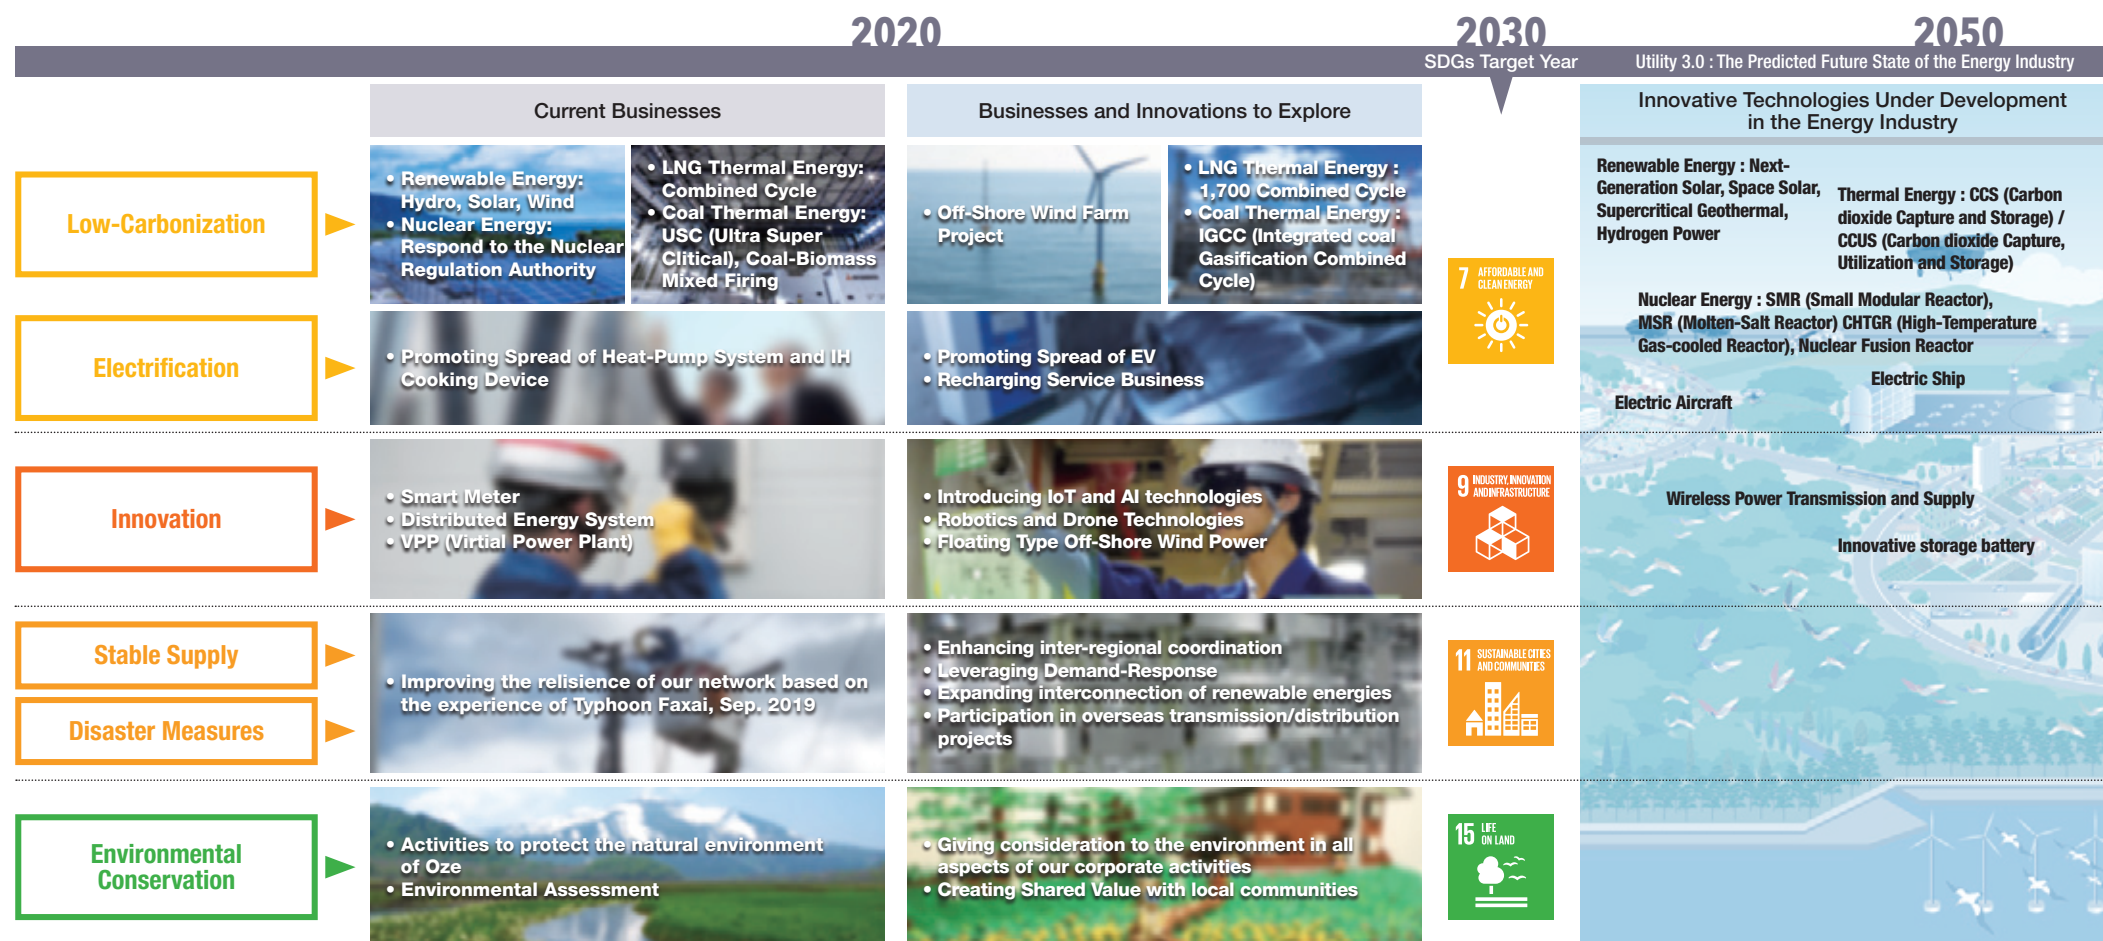 2020
2030
2050
SDGs Target Year
Utility 3.0 : The Predicted Future State of the Energy Industry
Current Businesses
Businesses and Innovations to Explore
Innovative Technologies Under Development
in the Energy Industry
Low-Carbonization
• Renewable Energy:
Hydro, Solar, Wind
• Nuclear Energy:
Respond to the Nuclear
Regulation Authority
• LNG Thermal Energy:
Combined Cycle
• Coal Thermal Energy:
USC (Ultra Super
Clitical), Coal-Biomass
Mixed Firing
• Off-Shore Wind Farm
Project
• LNG Thermal Energy :
1,700 Combined Cycle
• Coal Thermal Energy :
IGCC (Integrated coal
Gasification Combined
Cycle)
7 AFFORDABLE AND
CLEAN ENERGY
Renewable Energy : Next-
Generation Solar, Space Solar,
Supercritical Geothermal,
Hydrogen Power
Thermal Energy : CCS (Carbon
dioxide Capture and Storage) /
CCUS (Carbon dioxide Capture,
Utilization and Storage)
Nuclear Energy : SMR (Small Modular Reactor),
MSR (Molten-Salt Reactor) CHTGR (High-Temperature
Gas-cooled Reactor), Nuclear Fusion Reactor
Electrification
• Promoting Spread of Heat-Pump System and IH
Cooking Device
• Promoting Spread of EV
• Recharging Service Business
Electric Ship
Electric Aircraft
Innovation
• Smart Meter
• Distributed Energy System
• VPP (Virtial Power Plant)
• Introducing IoT and AI technologies
• Robotics and Drone Technologies
• Floating Type Off-Shore Wind Power
9 INDUSTRY, INNOVATION
AND INFRASTRUCTURE
Wireless Power Transmission and Supply
Innovative storage battery
Stable Supply
Disaster Measures
• Improving the relisience of our network based on
the experience of Typhoon Faxai, Sep. 2019
• Enhancing inter-regional coordination
• Leveraging Demand-Response
• Expanding interconnection of renewable energies
• Participation in overseas transmission/distribution
projects
11 SUSTAINABLE CITIES
AND COMMUNITIES
Environmental
Conservation
• Activities to protect the natural environment
of Oze
• Environmental Assessment
• Giving consideration to the environment in all
aspects of our corporate activities
• Creating Shared Value with local communities
15 LIFE
ON LAND